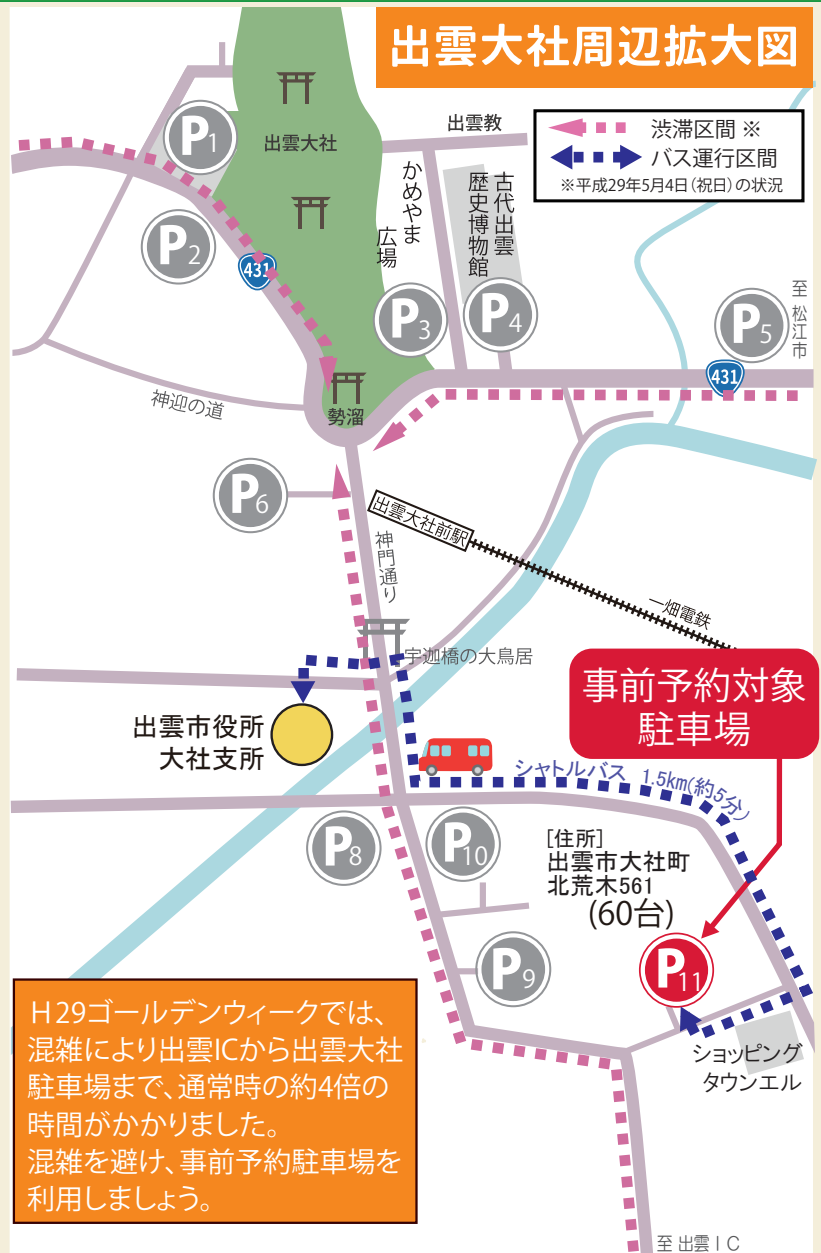 出雲大社周辺拡大図
渋滞区間 ※
バス運行区間
※平成29年5月4日(祝日)の状況
出雲教
P1
出雲大社
かめやま
広場
古代出雲
歴史博物館
P2
431
P3
P4
P5
至 松江市
431
神迎の道
勢溜
P6
出雲大社前駅
神門通り
一畑電鉄
宇迦橋の大鳥居
事前予約対象
駐車場
出雲市役所
大社支所
シャトルバス 1.5km(約5分)
P8
P10
[住所]
出雲市大社町
北荒木561
(60台)
P9
P11
ショッピング
タウンエル
H29ゴールデンウィークでは、
混雑により出雲ICから出雲大社
駐車場まで、通常時の約4倍の
時間がかかりました。
混雑を避け、事前予約駐車場を
利用しましょう。
至 出雲IC